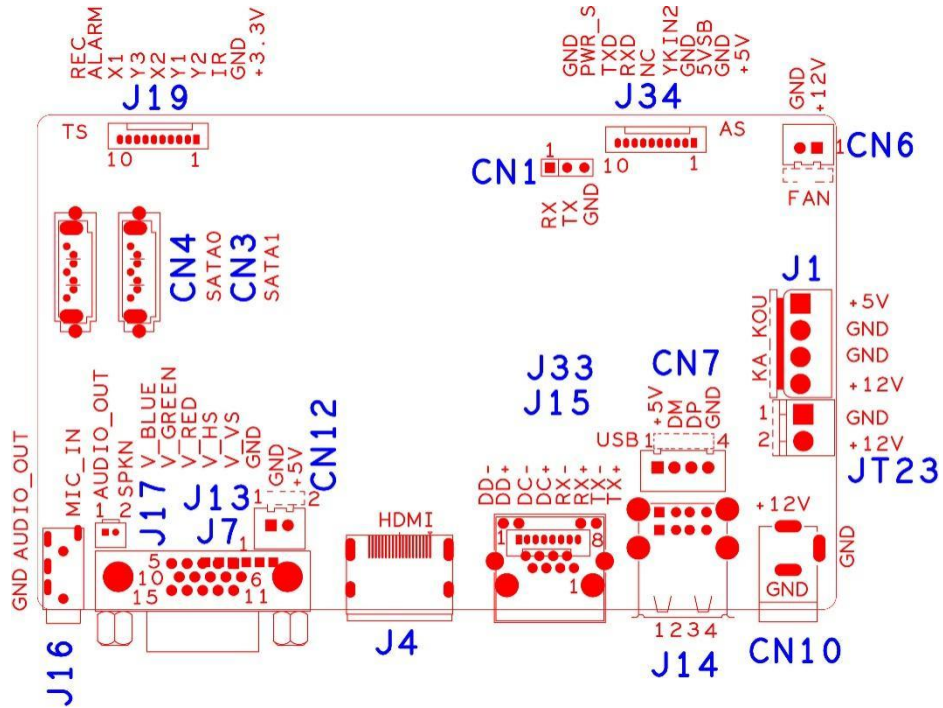 REC
ALARM
X1
Y3
X2
Y1
Y2
IR
GND
+3.3V
J19
TS
10
1
GND
PWR_S
TXD
RXD
NC
YKIN2
GND
5VSB
GND
+5V
J34
AS
10
1
GND
+12V
1
CN6
FAN
CN1
1
RX
TX
GND
CN4
SATA0
CN3
SATA1
J1
KA_KOU
+5V
GND
GND
+12V
1
GND
2
+12V
JT23
J33
J15
CN7
+5V
DM
DP
GND
USB
1
4
GND
AUDIO_OUT
MIC_IN
1
AUDIO_OUT
2
SPKN
J17
V_BLUE
V_GREEN
V_RED
V_HS
V_VS
GND
J13
J7
1
GND
+5V
CN12
1
2
5
10
15
6
11
HDMI
DD-
DD+
DC-
DC+
RX-
RX+
TX-
TX+
1
8
1
+12V
GND
GND
1234
J16
J4
J14
CN10